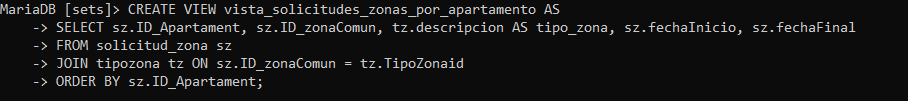 MariaDB [sets]> CREATE VIEW vista_solicitudes_zonas_por_apartamento AS
-> SELECT sz.ID_Apartament, sz.ID_zonaComun, tz.descripcion AS tipo_zona, sz.fechaInicio, sz.fechaFinal
-> FROM solicitud_zona sz
-> JOIN tipozona tz ON sz.ID_zonaComun = tz.TipoZonaid
-> ORDER BY sz.ID_Apartament;